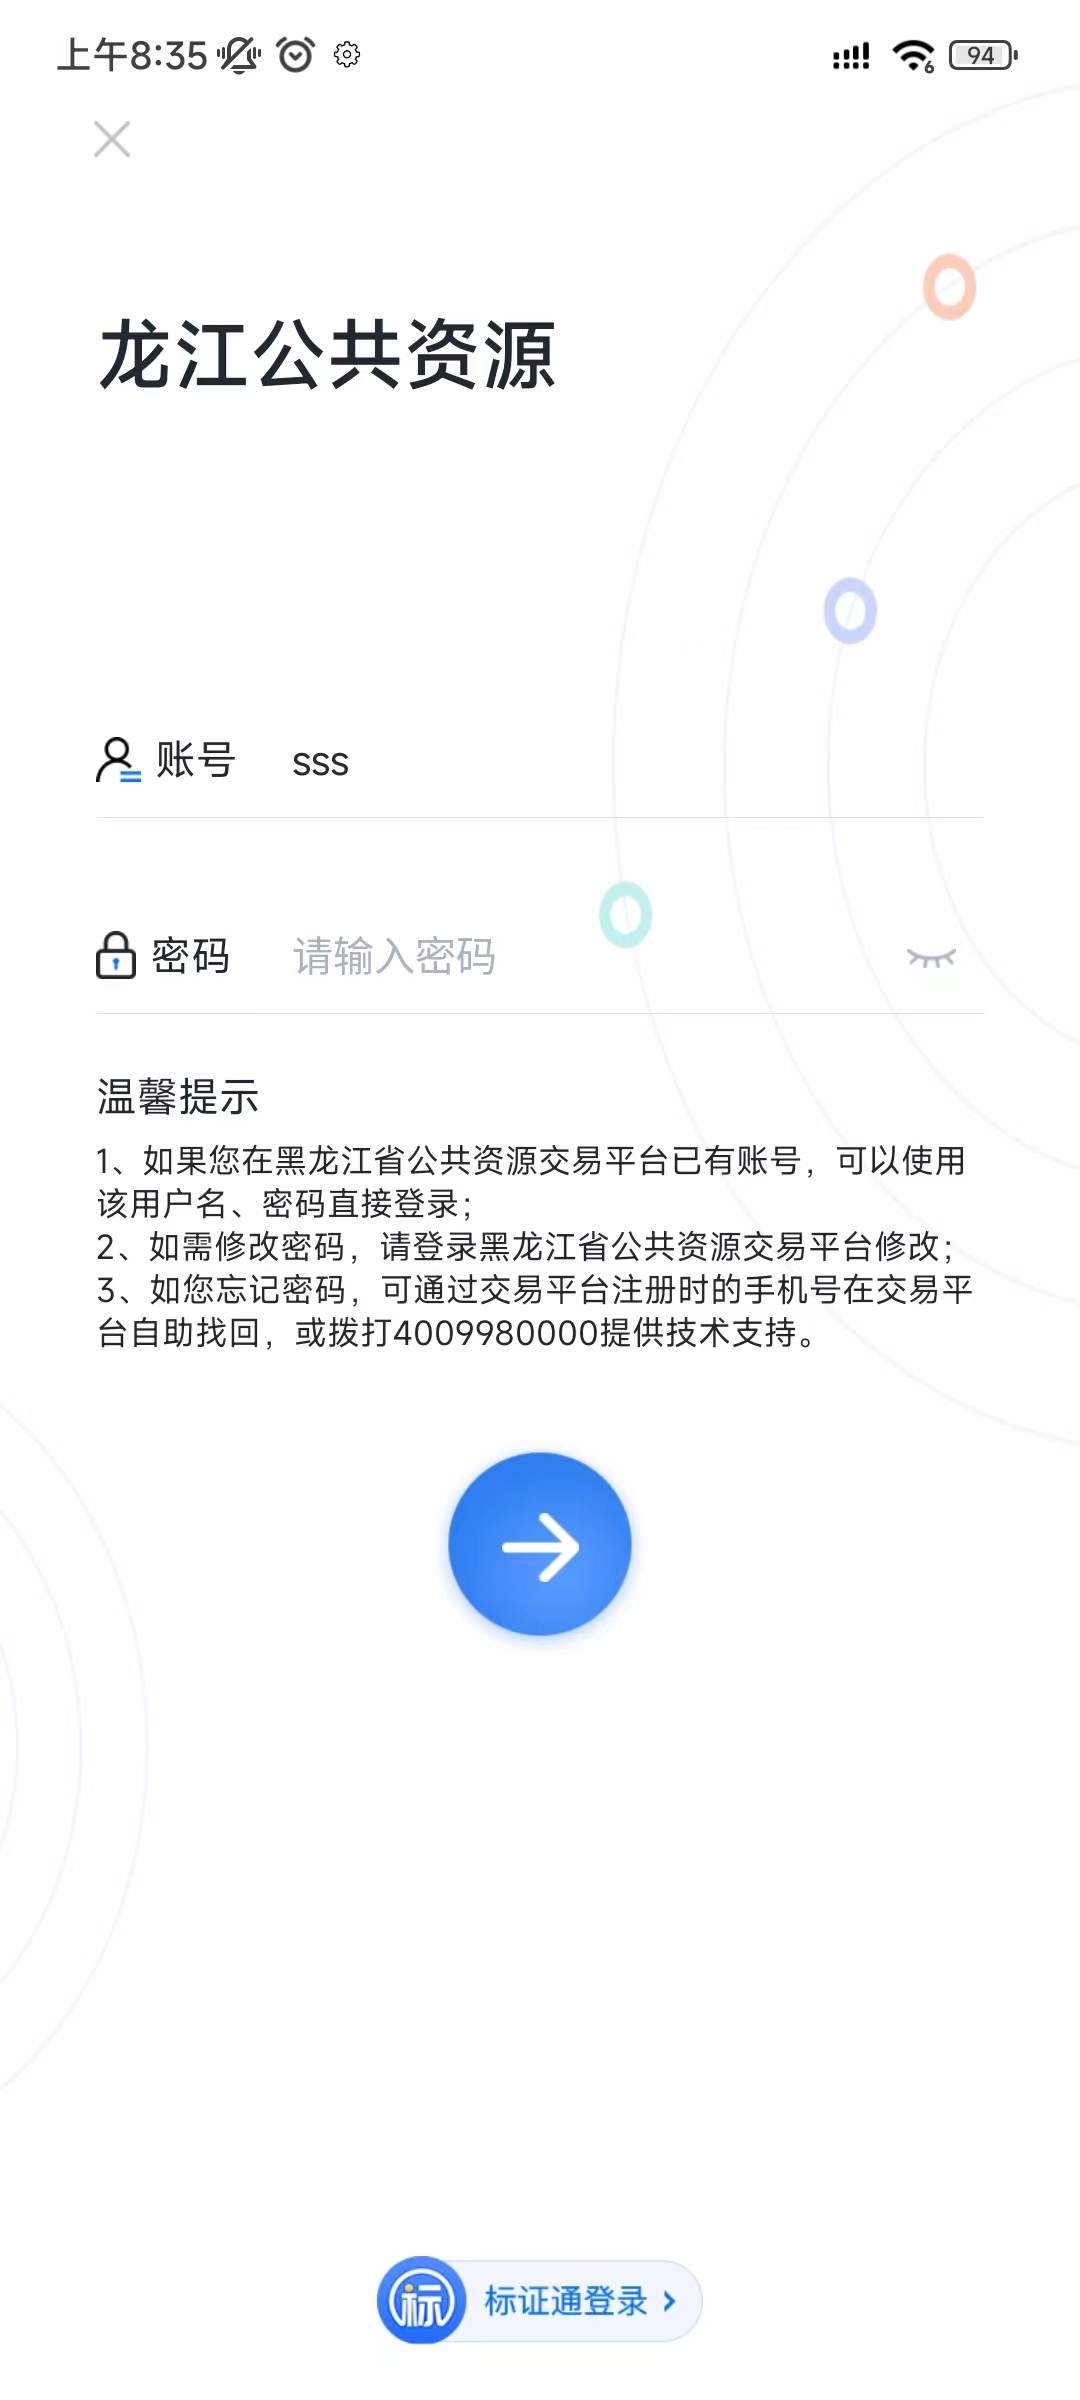 上午8:35
94
龙江公共资源
账号 sss
密码 请输入密码
温馨提示
1、如果您在黑龙江省公共资源交易平台已有账号，可以使用
该用户名、密码直接登录；
2、如需修改密码，请登录黑龙江省公共资源交易平台修改；
3、如您忘记密码，可通过交易平台注册时的手机号在交易平
台自助找回，或拨打4009980000提供技术支持。
标 标证通登录